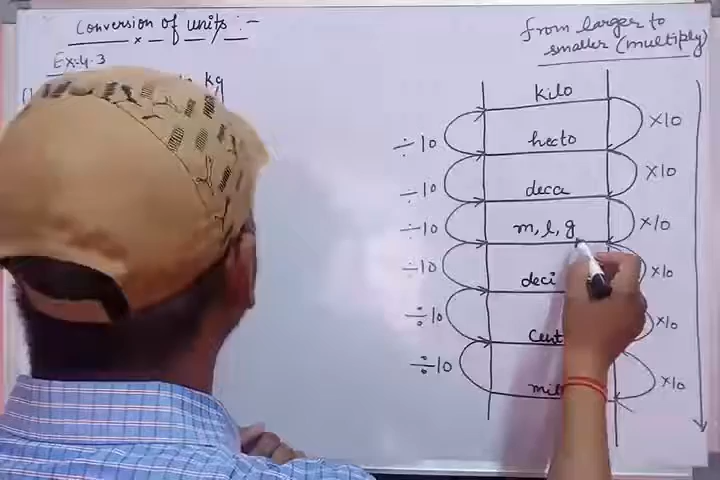 Conversion of units :-
Ex:4.3
kg
From larger to
smaller (multiply)
kilo
×10
÷10
hecto
×10
÷10
deca
×10
÷10
m, l, g
÷10
deci
×10
÷10
×10
÷10
×10